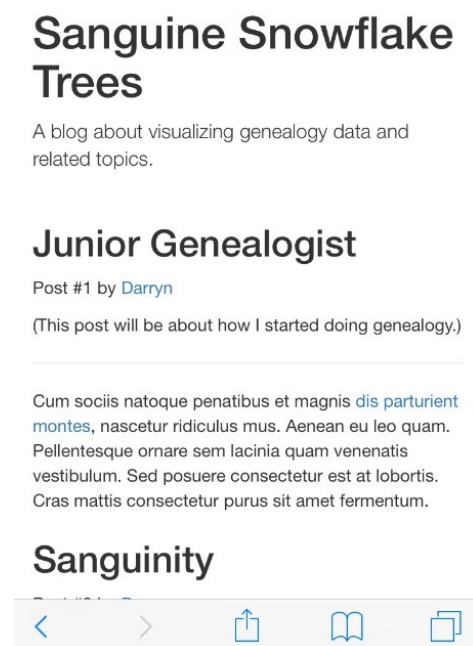 Sanguine Snowflake
Trees
A blog about visualizing genealogy data and
related topics.
Junior Genealogist
Post #1 by Darryn
(This post will be about how I started doing genealogy.)
Cum sociis natoque penatibus et magnis dis parturient
montes, nascetur ridiculus mus. Aenean eu leo quam.
Pellentesque ornare sem lacinia quam venenatis
vestibulum. Sed posuere consectetur est at lobortis.
Cras mattis consectetur purus sit amet fermentum.
Sanguinity